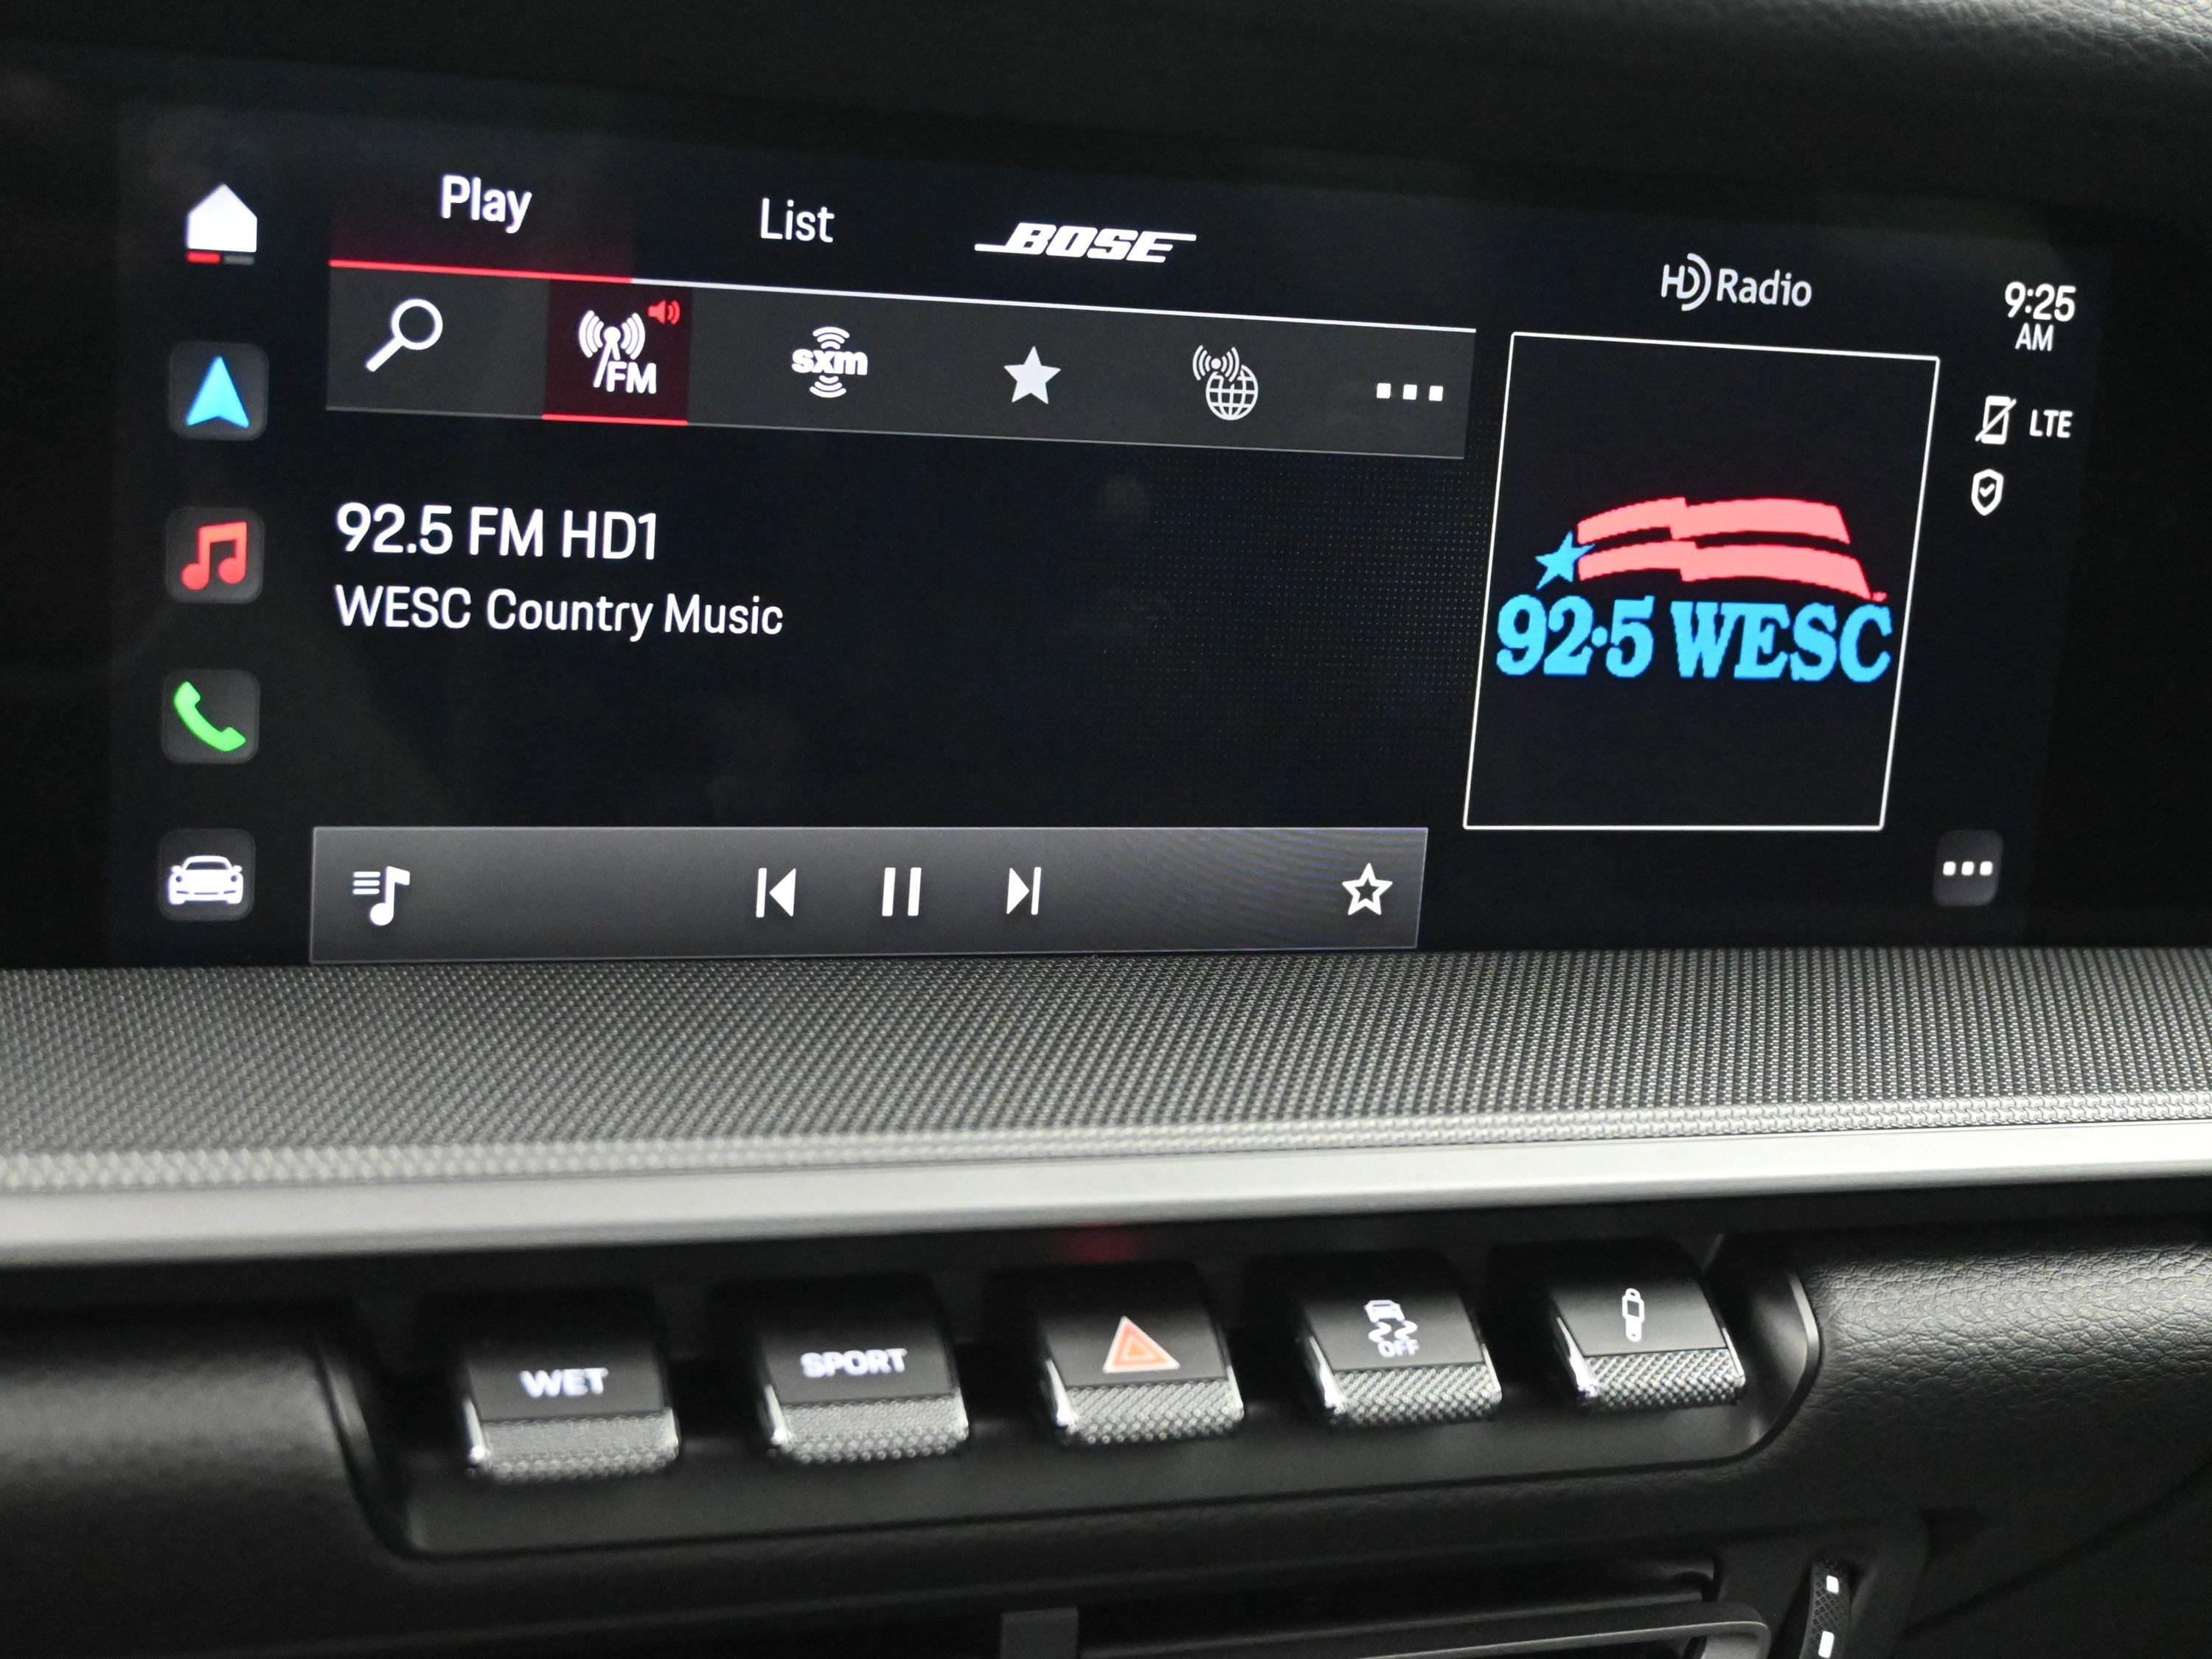 Play
List
BOSE
HD Radio
9:25
AM
FM
sxm
LTE
92.5 FM HD1
WESC Country Music
92·5 WESC
WET
SPORT
OFF